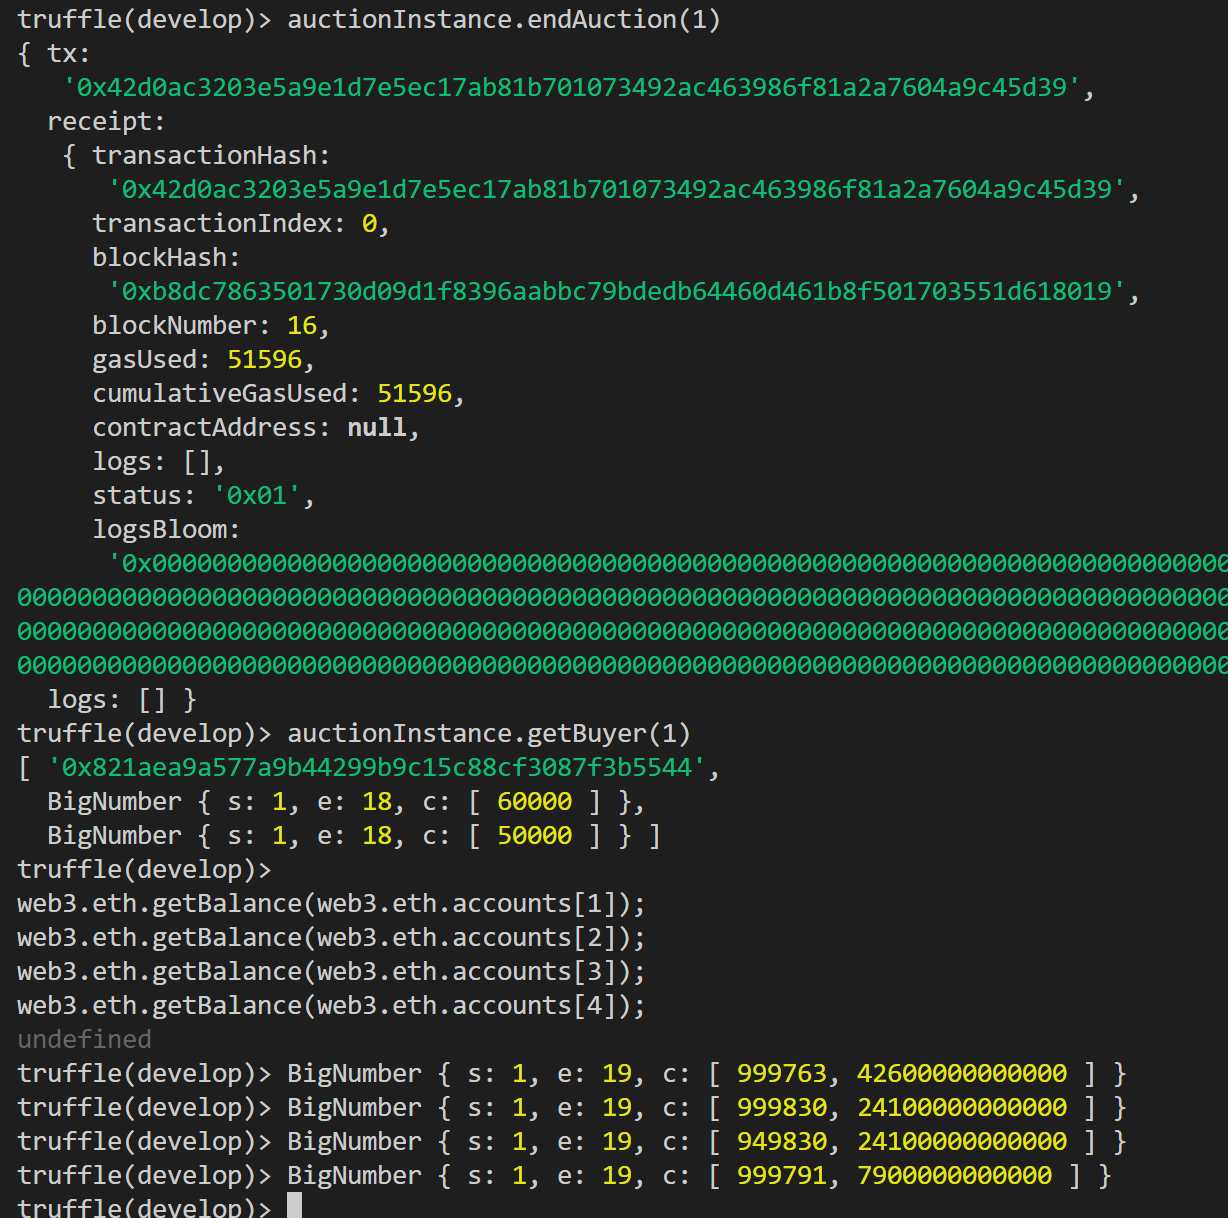 truffle(develop)> auctionInstance.endAuction(1)
{ tx:
'0x42d0ac3203e5a9e1d7e5ec17ab81b701073492ac463986f81a2a7604a9c45d39',
receipt:
{ transactionHash:
'0x42d0ac3203e5a9e1d7e5ec17ab81b701073492ac463986f81a2a7604a9c45d39',
transactionIndex: 0,
blockHash:
'0xb8dc7863501730d09d1f8396aabbc79bdedb64460d461b8f501703551d618019',
blockNumber: 16,
gasUsed: 51596,
cumulativeGasUsed: 51596,
contractAddress: null,
logs: [],
status: '0x01',
logsBloom:
'0x000000000000000000000000000000000000000000000000000000000000000000000000
000000000000000000000000000000000000000000000000000000000000000000000000000000000
000000000000000000000000000000000000000000000000000000000000000000000000000000000
000000000000000000000000000000000000000000000000000000000000000000000000000000000
logs: [] }
truffle(develop)> auctionInstance.getBuyer(1)
[ '0x821aea9a577a9b44299b9c15c88cf3087f3b5544',
BigNumber { s: 1, e: 18, c: [ 60000 ] },
BigNumber { s: 1, e: 18, c: [ 50000 ] } ]
truffle(develop)>
web3.eth.getBalance(web3.eth.accounts[1]);
web3.eth.getBalance(web3.eth.accounts[2]);
web3.eth.getBalance(web3.eth.accounts[3]);
web3.eth.getBalance(web3.eth.accounts[4]);
undefined
truffle(develop)> BigNumber { s: 1, e: 19, c: [ 999763, 42600000000000 ] }
truffle(develop)> BigNumber { s: 1, e: 19, c: [ 999830, 24100000000000 ] }
truffle(develop)> BigNumber { s: 1, e: 19, c: [ 949830, 24100000000000 ] }
truffle(develop)> BigNumber { s: 1, e: 19, c: [ 999791, 7900000000000 ] }
truffle(develop)>